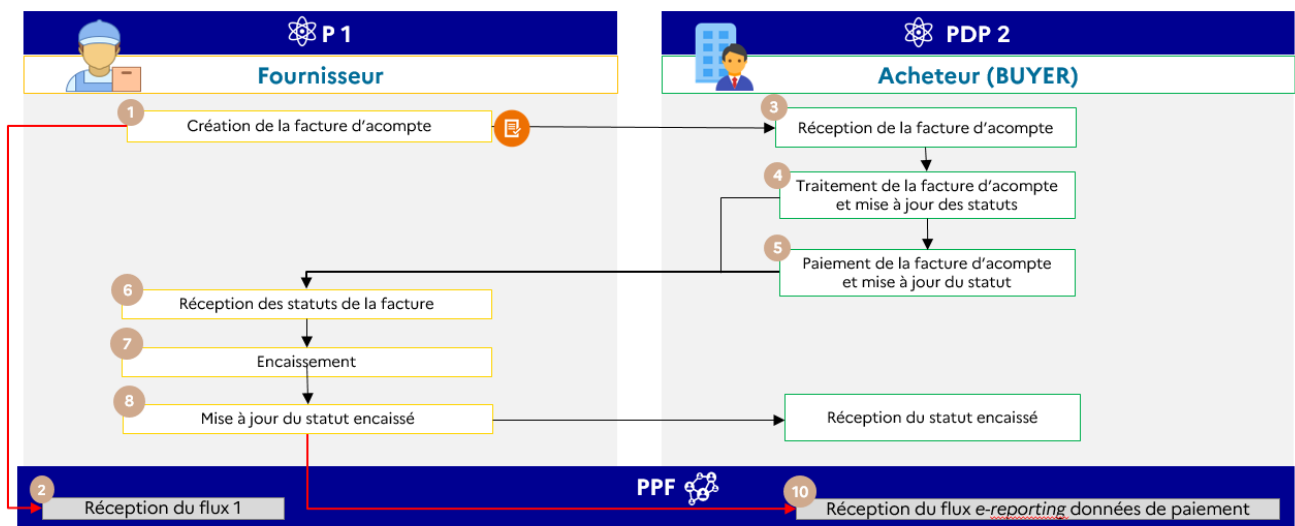 P 1
PDP 2
Fournisseur
Acheteur (BUYER)
1
Création de la facture d'acompte
3
Réception de la facture d'acompte
4
Traitement de la facture d'acompte
et mise à jour des statuts
5
Paiement de la facture d'acompte
et mise à jour du statut
6
Réception des statuts de la facture
7
Encaissement
8
Mise à jour du statut encaissé
Réception du statut encaissé
PPF
2
Réception du flux 1
10
Réception du flux e-reporting données de paiement